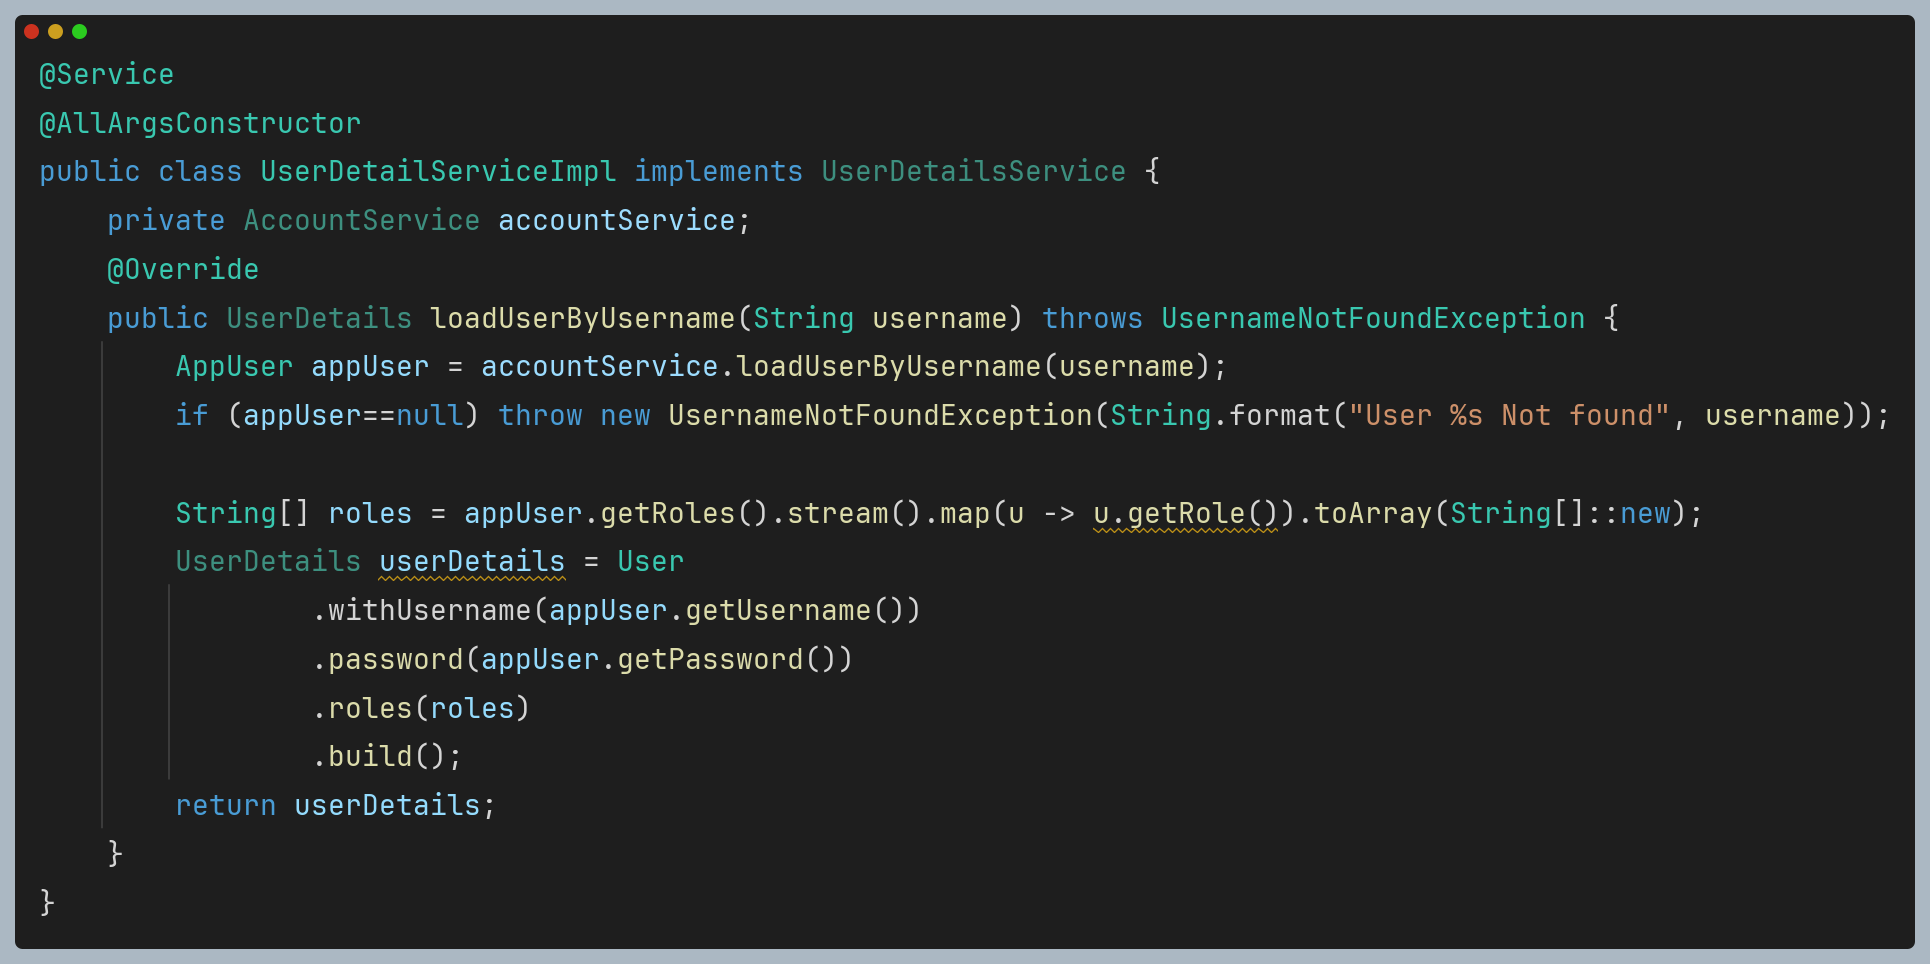 @Service
@AllArgsConstructor
public class UserDetailServiceImpl implements UserDetailsService {
    private AccountService accountService;
    @Override
    public UserDetails loadUserByUsername(String username) throws UsernameNotFoundException {
        AppUser appUser = accountService.loadUserByUsername(username);
        if (appUser==null) throw new UsernameNotFoundException(String.format("User %s Not found", username));

        String[] roles = appUser.getRoles().stream().map(u -> u.getRole()).toArray(String[]::new);
        UserDetails userDetails = User
                .withUsername(appUser.getUsername())
                .password(appUser.getPassword())
                .roles(roles)
                .build();
        return userDetails;
    }
}